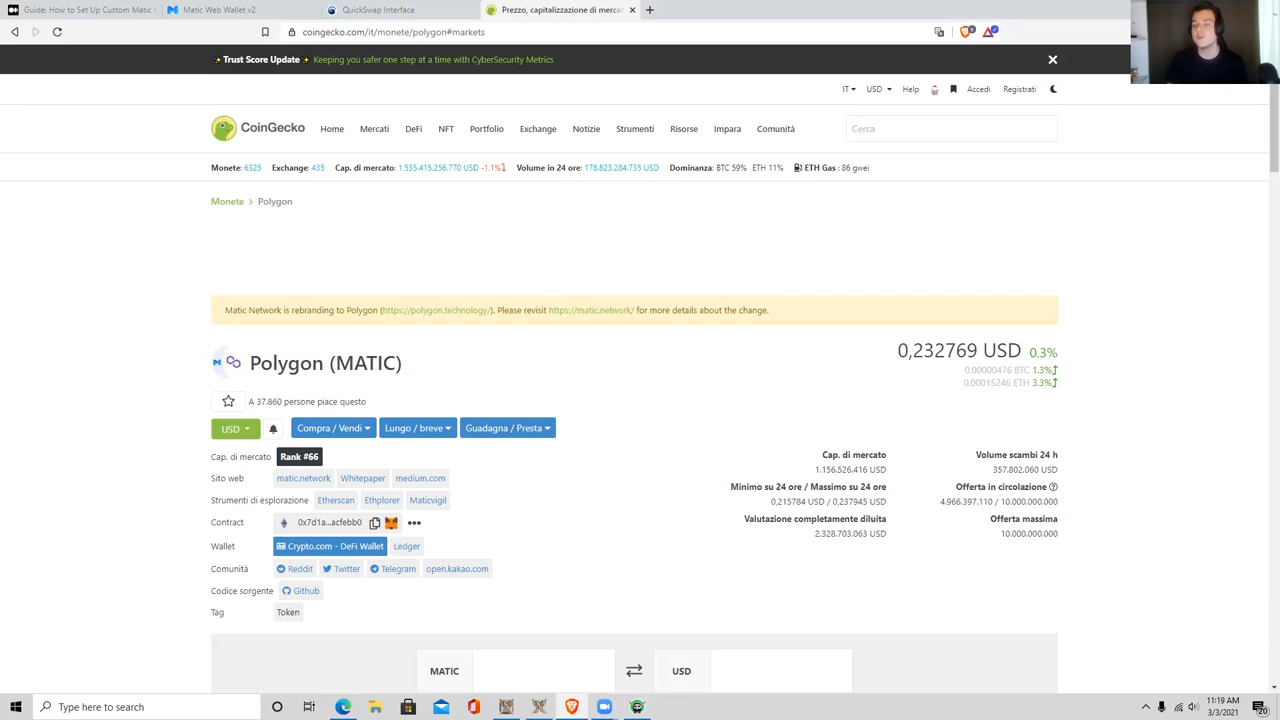 Guide: How to Set Up Custom Matic
Matic Web Wallet v2
QuickSwap Interface
Prezzo, capitalizzazione di mercat
coingecko.com/it/monete/polygon#markets
✨ Trust Score Update ✨ Keeping you safer one step at a time with CyberSecurity Metrics
IT USD Help Accedi Registrati
CoinGecko Home Mercati DeFi NFT Portfolio Exchange Notizie Strumenti Risorse Impara Comunità Cerca
Monete: 6325 Exchange: 435 Cap. di mercato: 1.535.415.256.770 USD -1.1% Volume in 24 ore: 178.823.284.735 USD Dominanza: BTC 59% ETH 11% ETH Gas : 86 gwei
Monete > Polygon
Matic Network is rebranding to Polygon (https://polygon.technology/). Please revisit https://matic.network/ for more details about the change.
Polygon (MATIC)
0,232769 USD 0.3%
0,00000476 BTC 1.3%
0,00015246 ETH 3.3%
A 37.860 persone piace questo
USD Compra / Vendi Lungo / breve Guadagna / Presta
Cap. di mercato Rank #66
Sito web matic.network Whitepaper medium.com
Strumenti di esplorazione Etherscan Ethplorer Maticvigil
Contract 0x7d1a...acfebb0 •••
Wallet Crypto.com - DeFi Wallet Ledger
Comunità Reddit Twitter Telegram open.kakao.com
Codice sorgente Github
Tag Token
Cap. di mercato Volume scambi 24 h
1.156.526.416 USD 357.802.060 USD
Minimo su 24 ore / Massimo su 24 ore Offerta in circolazione
0,215784 USD / 0,237945 USD 4.966.397.110 / 10.000.000.000
Valutazione completamente diluita Offerta massima
2.328.703.063 USD 10.000.000.000
MATIC USD
Type here to search
11:19 AM
3/3/2021
20